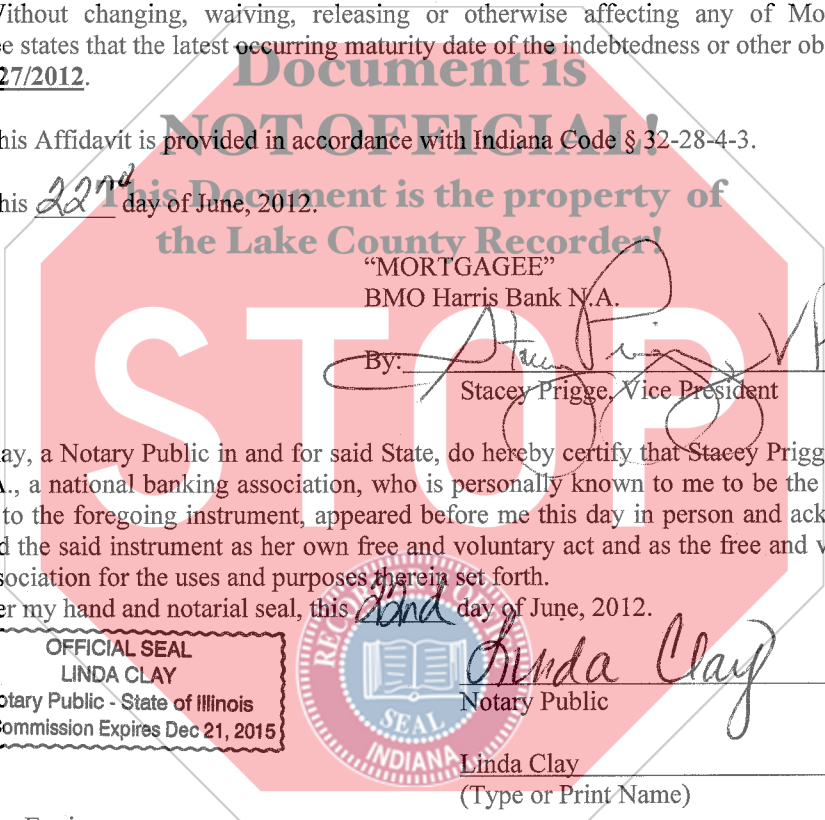 Without changing, waiving, releasing or otherwise affecting any of Mo
e states that the latest occurring maturity date of the indebtedness or other ob
27/2012.
Document is
NOT OFFICIAL!
his Affidavit is provided in accordance with Indiana Code § 32-28-4-3.
This Document is the property of
the Lake County Recorder!
his 22nd day of June, 2012.
"MORTGAGEE"
BMO Harris Bank N.A.
STOP
By: Stacey Prigge VP
Stacey Prigge, Vice President
ay, a Notary Public in and for said State, do hereby certify that Stacey Prigg
A., a national banking association, who is personally known to me to be the
to the foregoing instrument, appeared before me this day in person and ack
d the said instrument as her own free and voluntary act and as the free and v
sociation for the uses and purposes therein set forth.
er my hand and notarial seal, this 22nd day of June, 2012.
OFFICIAL SEAL
LINDA CLAY
otary Public - State of Illinois
ommission Expires Dec 21, 2015
SEAL
INDIANA
Linda Clay
Notary Public
Linda Clay
(Type or Print Name)